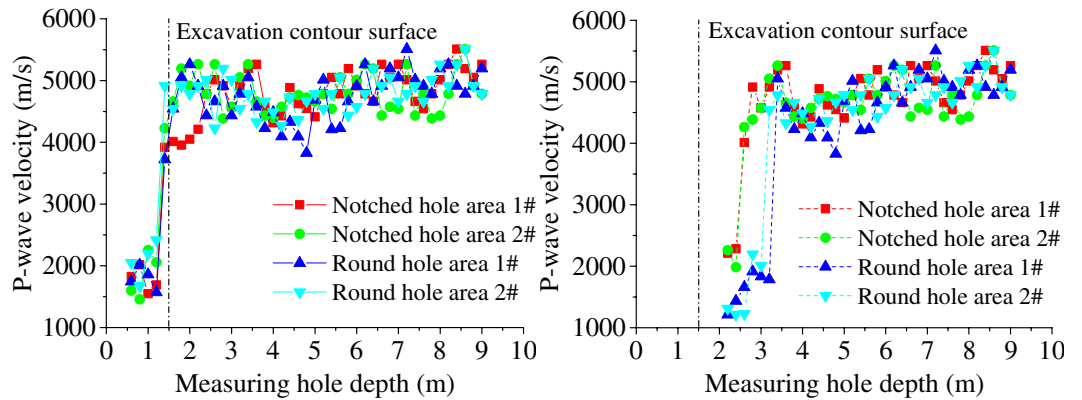 6000
5000
4000
3000
2000
1000
0 1 2 3 4 5 6 7 8 9 10
P-wave velocity (m/s)
Measuring hole depth (m)
Excavation contour surface
Notched hole area 1#
Notched hole area 2#
Round hole area 1#
Round hole area 2#
6000
5000
4000
3000
2000
1000
0 1 2 3 4 5 6 7 8 9 10
P-wave velocity (m/s)
Measuring hole depth (m)
Excavation contour surface
Notched hole area 1#
Notched hole area 2#
Round hole area 1#
Round hole area 2#